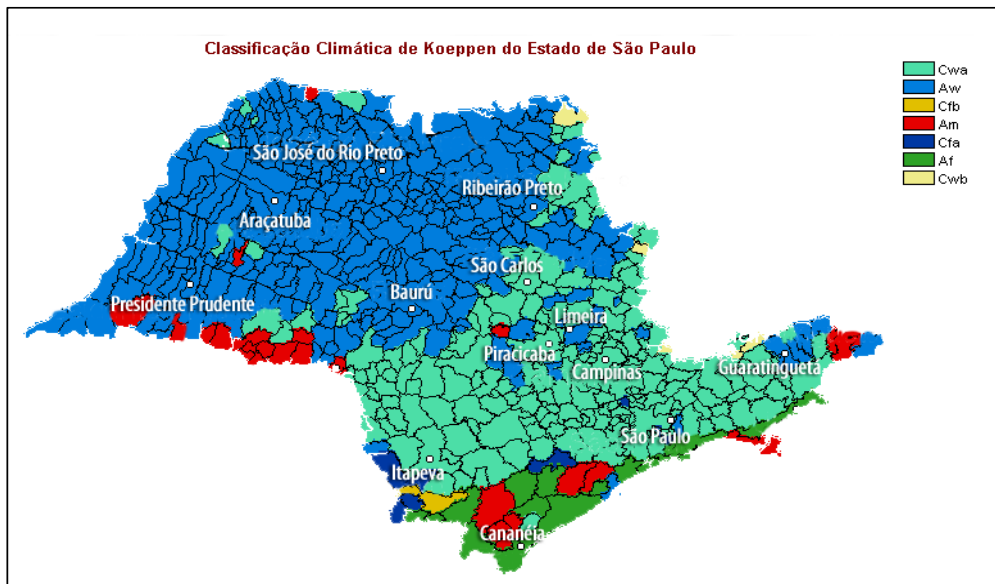 Classificação Climática de Koeppen do Estado de São Paulo
Cwa
Aw
Cfb
Am
Cfa
Af
Cwb
São José do Rio Preto
Ribeirão Preto
Araçatuba
São Carlos
Presidente Prudente
Baurú
Limeira
Piracicaba
Campinas
Guaratinguetá
São Paulo
Itapeva
Cananéia